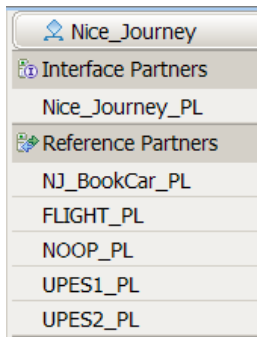 Nice_Journey
Interface Partners
Nice_Journey_PL
Reference Partners
NJ_BookCar_PL
FLIGHT_PL
NOOP_PL
UPES1_PL
UPES2_PL